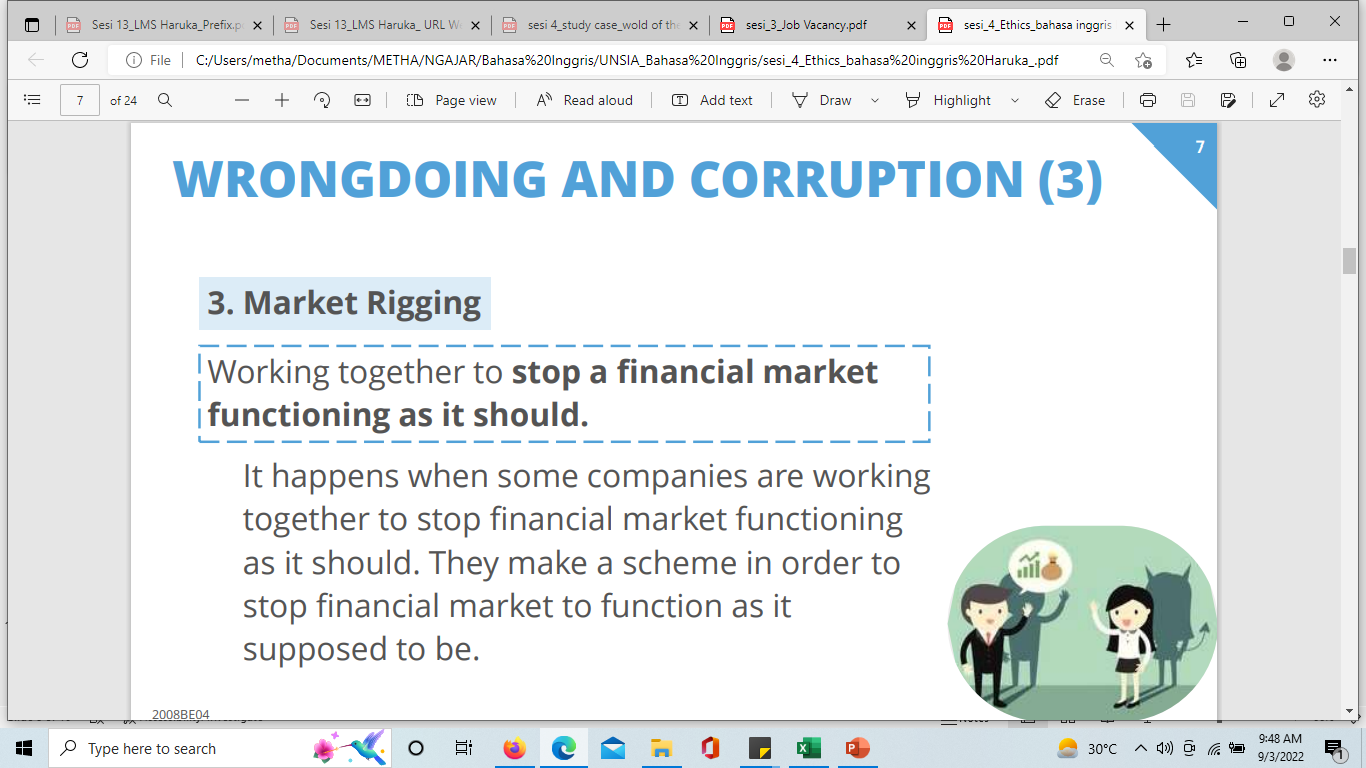 Sesi 13_LMS Haruka_Prefix.p
Sesi 13_LMS Haruka_ URL W
sesi 4_study case_wold of the
sesi_3_Job Vacancy.pdf
sesi_4_Ethics_bahasa inggris
File
C:/Users/metha/Documents/METHA/NGAJAR/Bahasa%20Inggris/UNSIA_Bahasa%20Inggris/sesi_4_Ethics_bahasa%20inggris%20Haruka_.pdf
7 of 24
Page view
Read aloud
Add text
Draw
Highlight
Erase
7
WRONGDOING AND CORRUPTION (3)
3. Market Rigging
Working together to stop a financial market
functioning as it should.
It happens when some companies are working
together to stop financial market functioning
as it should. They make a scheme in order to
stop financial market to function as it
supposed to be.
2008BE04
Type here to search
30°C
9:48 AM
9/3/2022
1